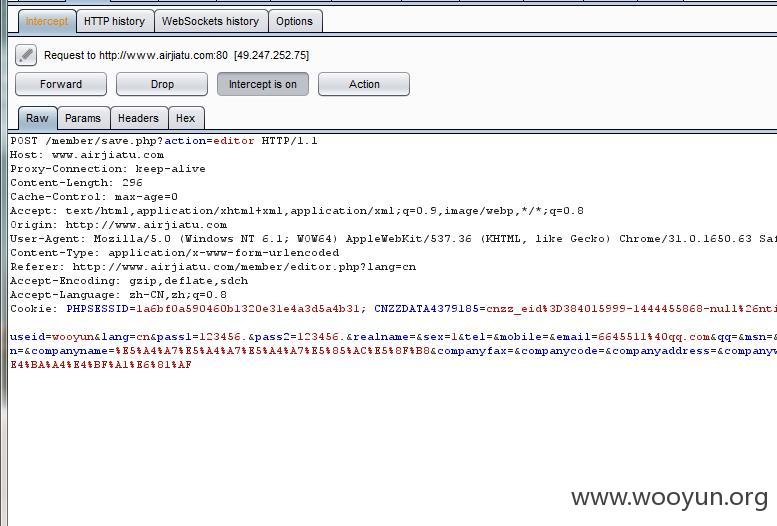 Intercept HTTP history WebSockets history Options
Request to http://www.airjiatu.com:80 [49.247.252.75]
Forward Drop Intercept is on Action
Raw Params Headers Hex
POST /member/save.php?action=editor HTTP/1.1
Host: www.airjiatu.com
Proxy-Connection: keep-alive
Content-Length: 296
Cache-Control: max-age=0
Accept: text/html,application/xhtml+xml,application/xml;q=0.9,image/webp,*/*;q=0.8
Origin: http://www.airjiatu.com
User-Agent: Mozilla/5.0 (Windows NT 6.1; WOW64) AppleWebKit/537.36 (KHTML, like Gecko) Chrome/31.0.1650.63 Saf
Content-Type: application/x-www-form-urlencoded
Referer: http://www.airjiatu.com/member/editor.php?lang=cn
Accept-Encoding: gzip,deflate,sdch
Accept-Language: zh-CN,zh;q=0.8
Cookie: PHPSESSID=1a6bf0a590460b1320e31e4a3d5a4b31; CNZZDATA4379185=cnzz_eid%3D384015999-1444455868-null%26nti
useid=wooyun&lang=cn&pass1=123456.&pass2=123456.&realname=&sex=1&tel=&mobile=&email=6645511%40qq.com&qq=&msn=&
n=&companyname=%E5%A4%A7%E5%A4%A7%E5%A4%A7%E5%85%AC%E5%8F%B8&companyfax=&companycode=&companyaddress=&companyw
E4%BA%A4%E4%BF%A1%E6%81%AF
www.wooyun.org